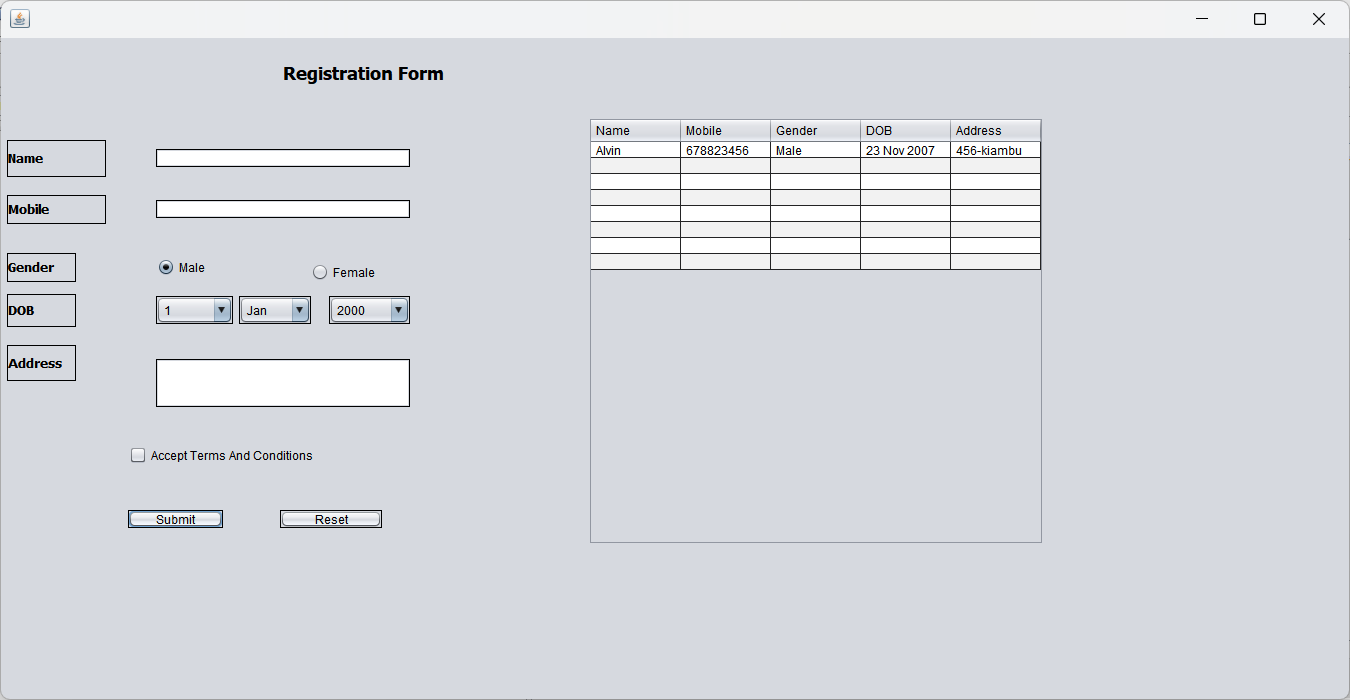 Registration Form
Name
Mobile
Gender
Male
Female
DOB
1
Jan
2000
Address
Accept Terms And Conditions
Submit
Reset
Name Mobile Gender DOB Address
Alvin 678823456 Male 23 Nov 2007 456-kiambu